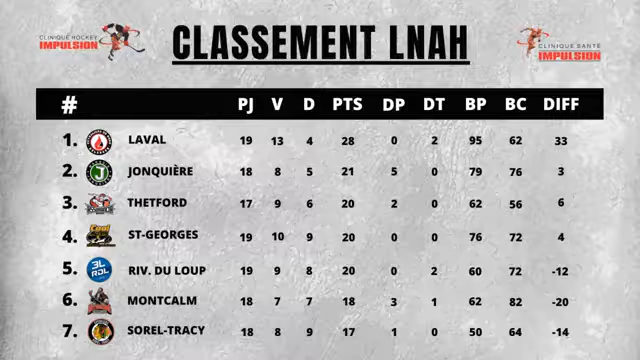 CLINIQUE HOCKEY
IMPULSION
CLASSEMENT LNAH
CLINIQUE SANTÉ
IMPULSION
# PJ V D PTS DP DT BP BC DIFF
1. LAVAL 19 13 4 28 0 2 95 62 33
2. JONQUIÈRE 18 8 5 21 5 0 79 76 3
3. THETFORD 17 9 6 20 2 0 62 56 6
4. ST-GEORGES 19 10 9 20 0 0 76 72 4
5. 3L RDL RIV. DU LOUP 19 9 8 20 0 2 60 72 -12
6. MONTCALM 18 7 7 18 3 1 62 82 -20
7. SOREL-TRACY 18 8 9 17 1 0 50 64 -14